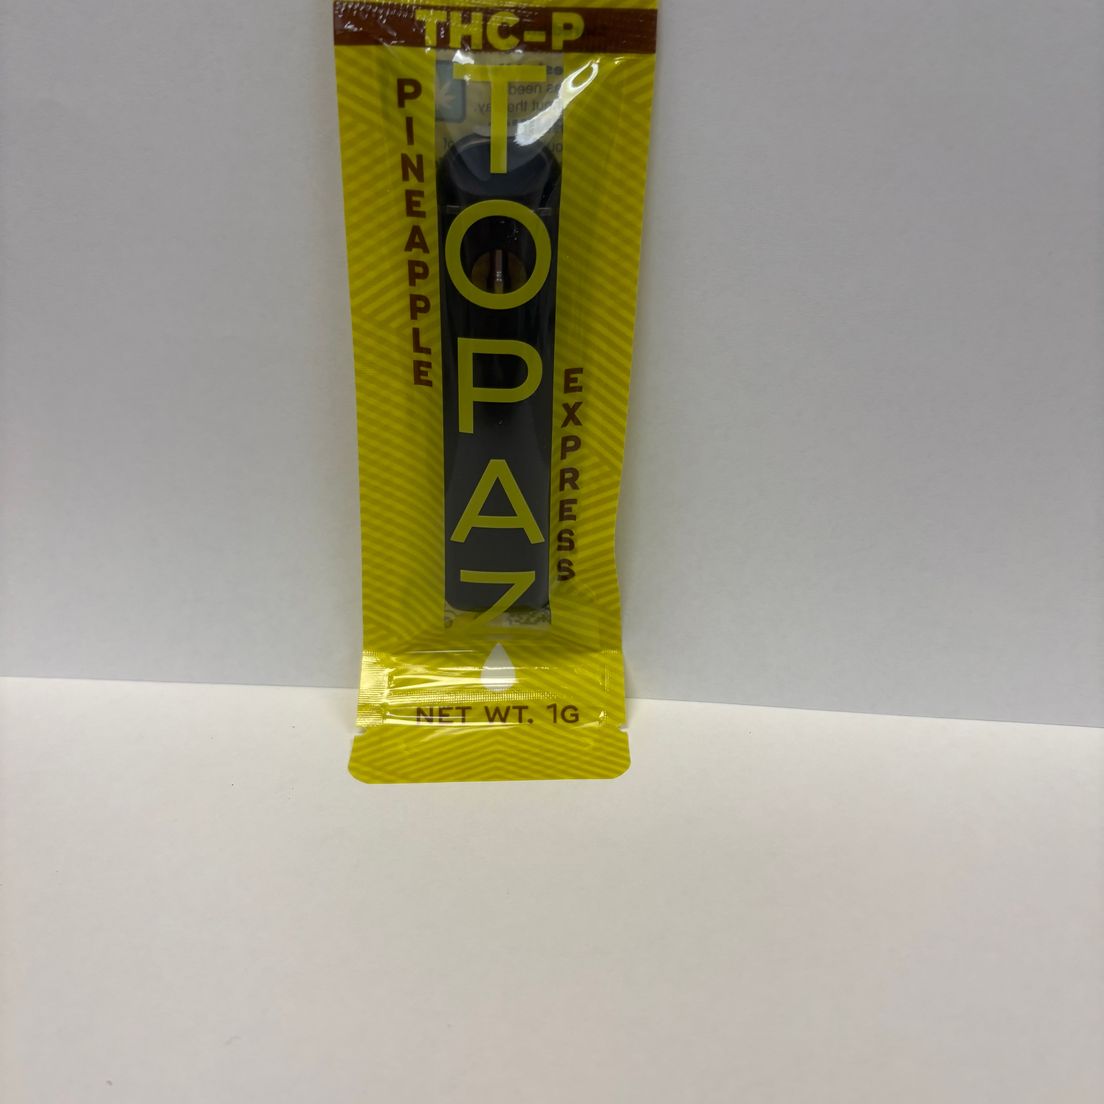 THC-P
PINEAPPLE
TOPAZ
EXPRESS
NET WT. 1G